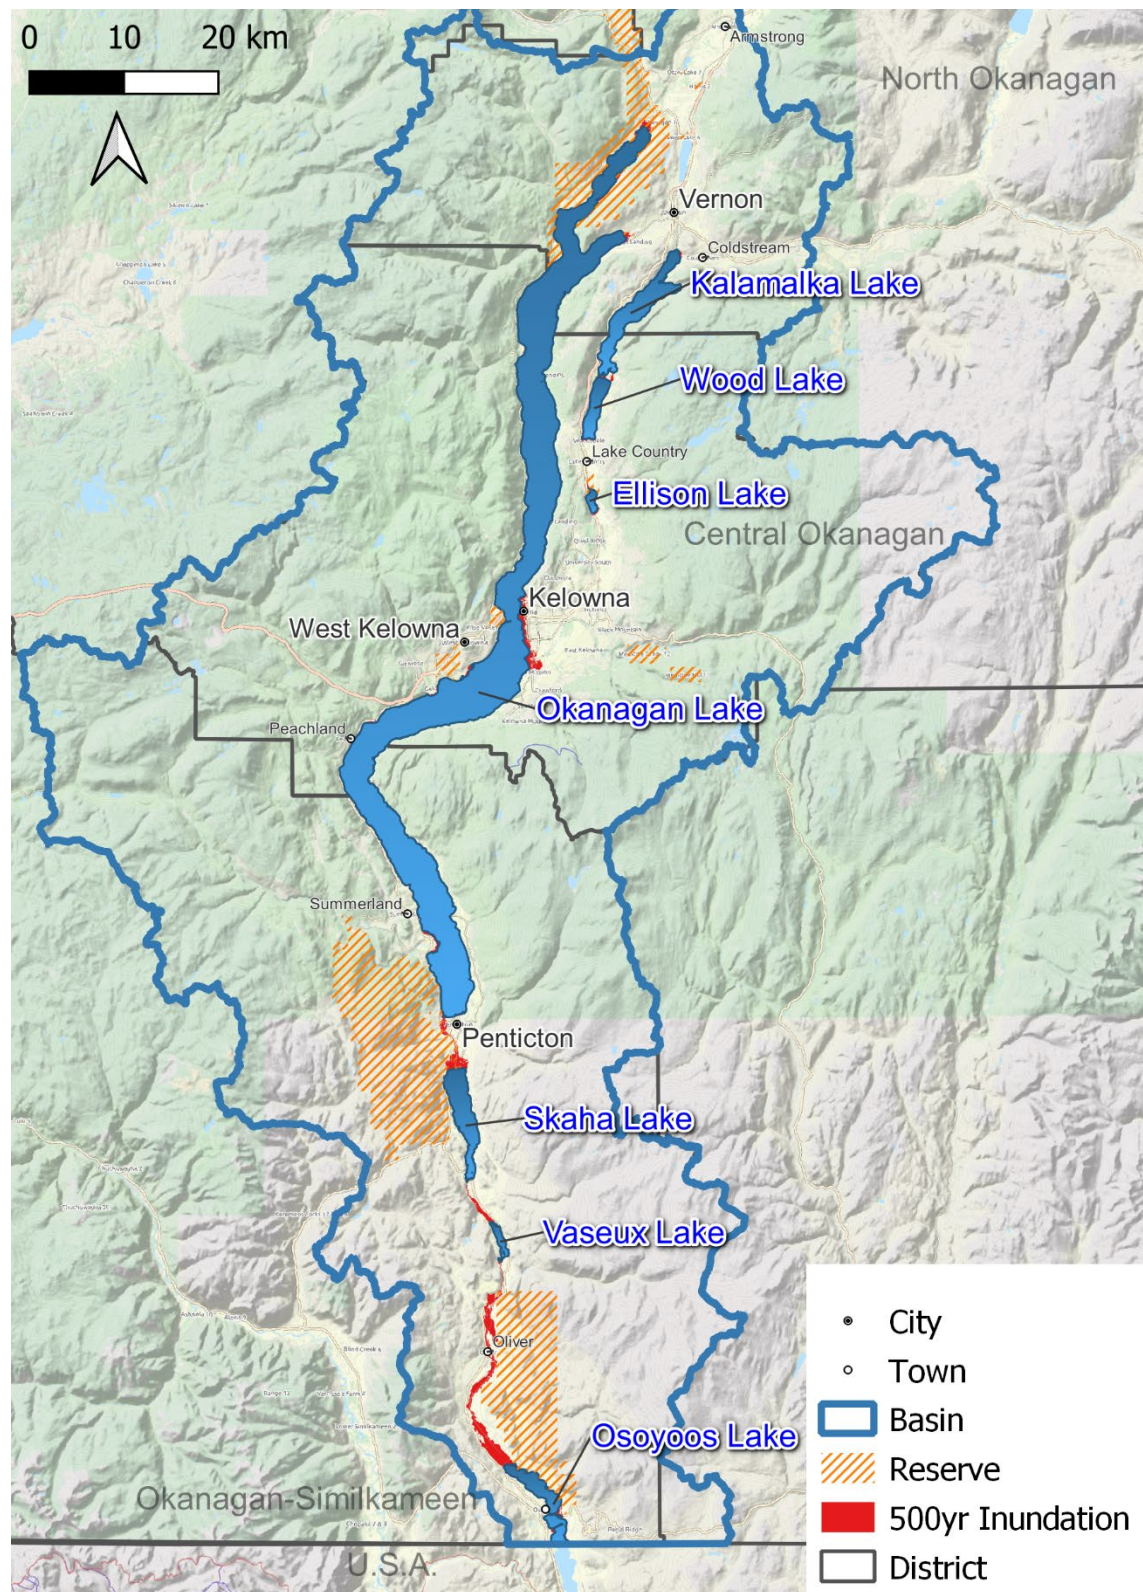 0 10 20 km
Armstrong
North Okanagan
Vernon
Coldstream
Kalamalka Lake
Wood Lake
Lake Country
Ellison Lake
Central Okanagan
Kelowna
West Kelowna
Okanagan Lake
Peachland
Summerland
Penticton
Skaha Lake
Vaseux Lake
Oliver
Osoyoos Lake
Okanagan-Similkameen
U.S.A.
City
Town
Basin
Reserve
500yr Inundation
District